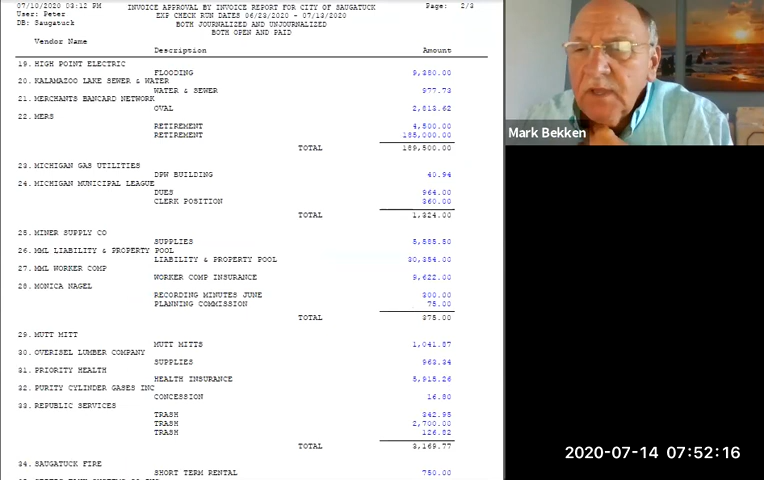 07/10/2020 03:12 PM INVOICE APPROVAL BY INVOICE REPORT FOR CITY OF SAUGATUCK Page: 2/3
User: Peter EXP CHECK RUN DATES 06/23/2020 - 07/13/2020
DB: Saugatuck BOTH JOURNALIZED AND UNJOURNALIZED
BOTH OPEN AND PAID
Vendor Name
Description Amount
19. HIGH POINT ELECTRIC
FLOODING 9,380.00
20. KALAMAZOO LAKE SEWER & WATER
WATER & SEWER 977.73
21. MERCHANTS BANCARD NETWORK
OVAL 2,813.62
22. MERS
RETIREMENT 4,500.00
RETIREMENT 185,000.00
TOTAL 189,500.00
23. MICHIGAN GAS UTILITIES
DPW BUILDING 40.94
24. MICHIGAN MUNICIPAL LEAGUE
DUES 964.00
CLERK POSITION 360.00
TOTAL 1,324.00
25. MINER SUPPLY CO
SUPPLIES 5,585.50
26. MML LIABILITY & PROPERTY POOL
LIABILITY & PROPERTY POOL 30,354.00
27. MML WORKER COMP
WORKER COMP INSURANCE 9,622.00
28. MONICA NAGEL
RECORDING MINUTES JUNE 300.00
PLANNING COMMISSION 75.00
TOTAL 375.00
29. MUTT MITT
MUTT MITTS 1,041.87
30. OVERISEL LUMBER COMPANY
SUPPLIES 963.34
31. PRIORITY HEALTH
HEALTH INSURANCE 5,915.26
32. PURITY CYLINDER GASES INC
CONCESSION 16.80
33. REPUBLIC SERVICES
TRASH 342.95
TRASH 2,700.00
TRASH 126.82
TOTAL 3,169.77
34. SAUGATUCK FIRE
SHORT TERM RENTAL 750.00
Mark Bekken
2020-07-14 07:52:16